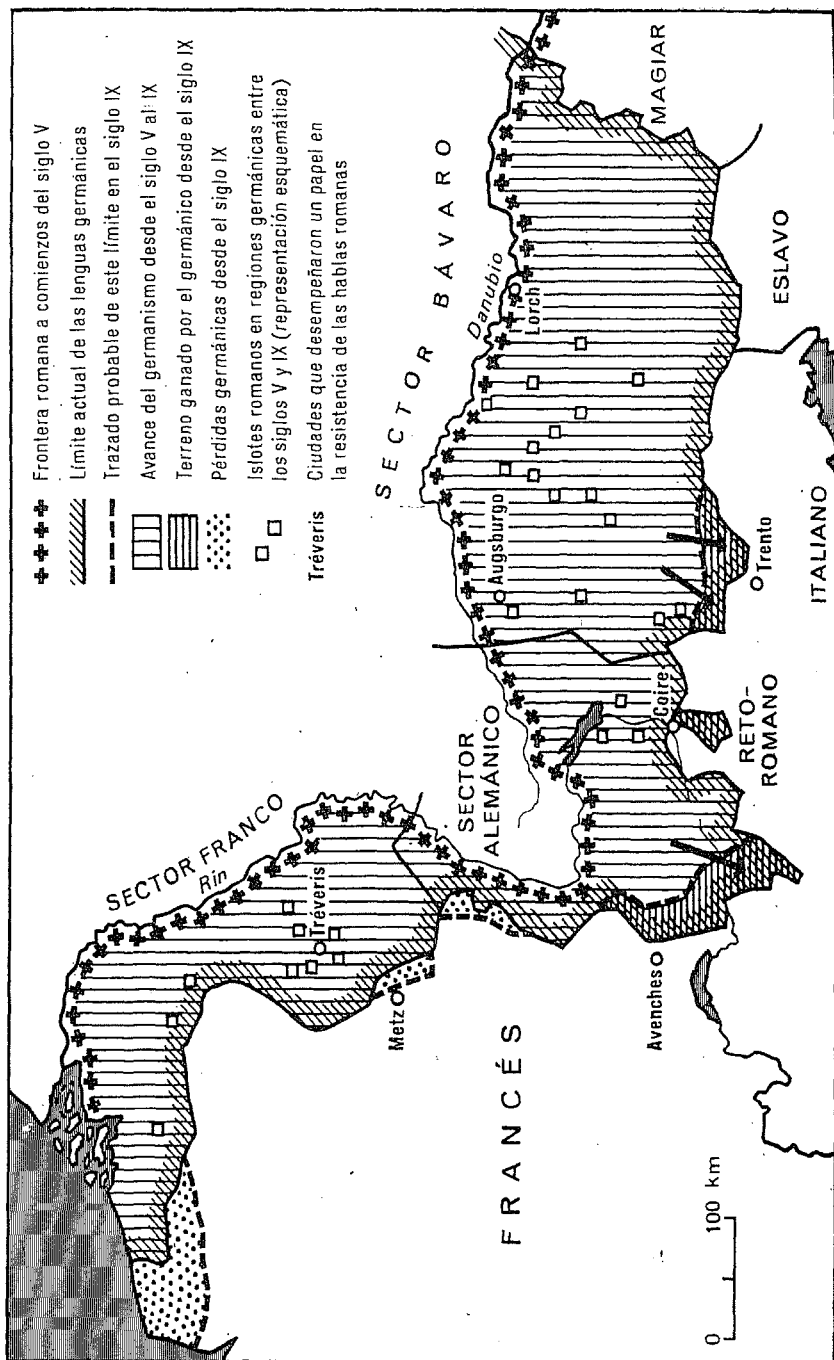 Frontera romana a comienzos del siglo V
Límite actual de las lenguas germánicas
Trazado probable de este límite en el siglo IX
Avance del germanismo desde el siglo V al IX
Terreno ganado por el germánico desde el siglo IX
Pérdidas germánicas desde el siglo IX
Islotes romanos en regiones germánicas entre
los siglos V y IX (representación esquemática)
Tréveris
Ciudades que desempeñaron un papel en
la resistencia de las hablas romanas
SECTOR FRANCO
Rin
Tréveris
Metz
FRANCÉS
Avenches
SECTOR
ALEMÁNICO
Coire
RETO-
ROMANO
SECTOR BÁVARO
Danubio
Augsburgo
Lorch
Trento
ITALIANO
ESLAVO
MAGIAR
0 100 km